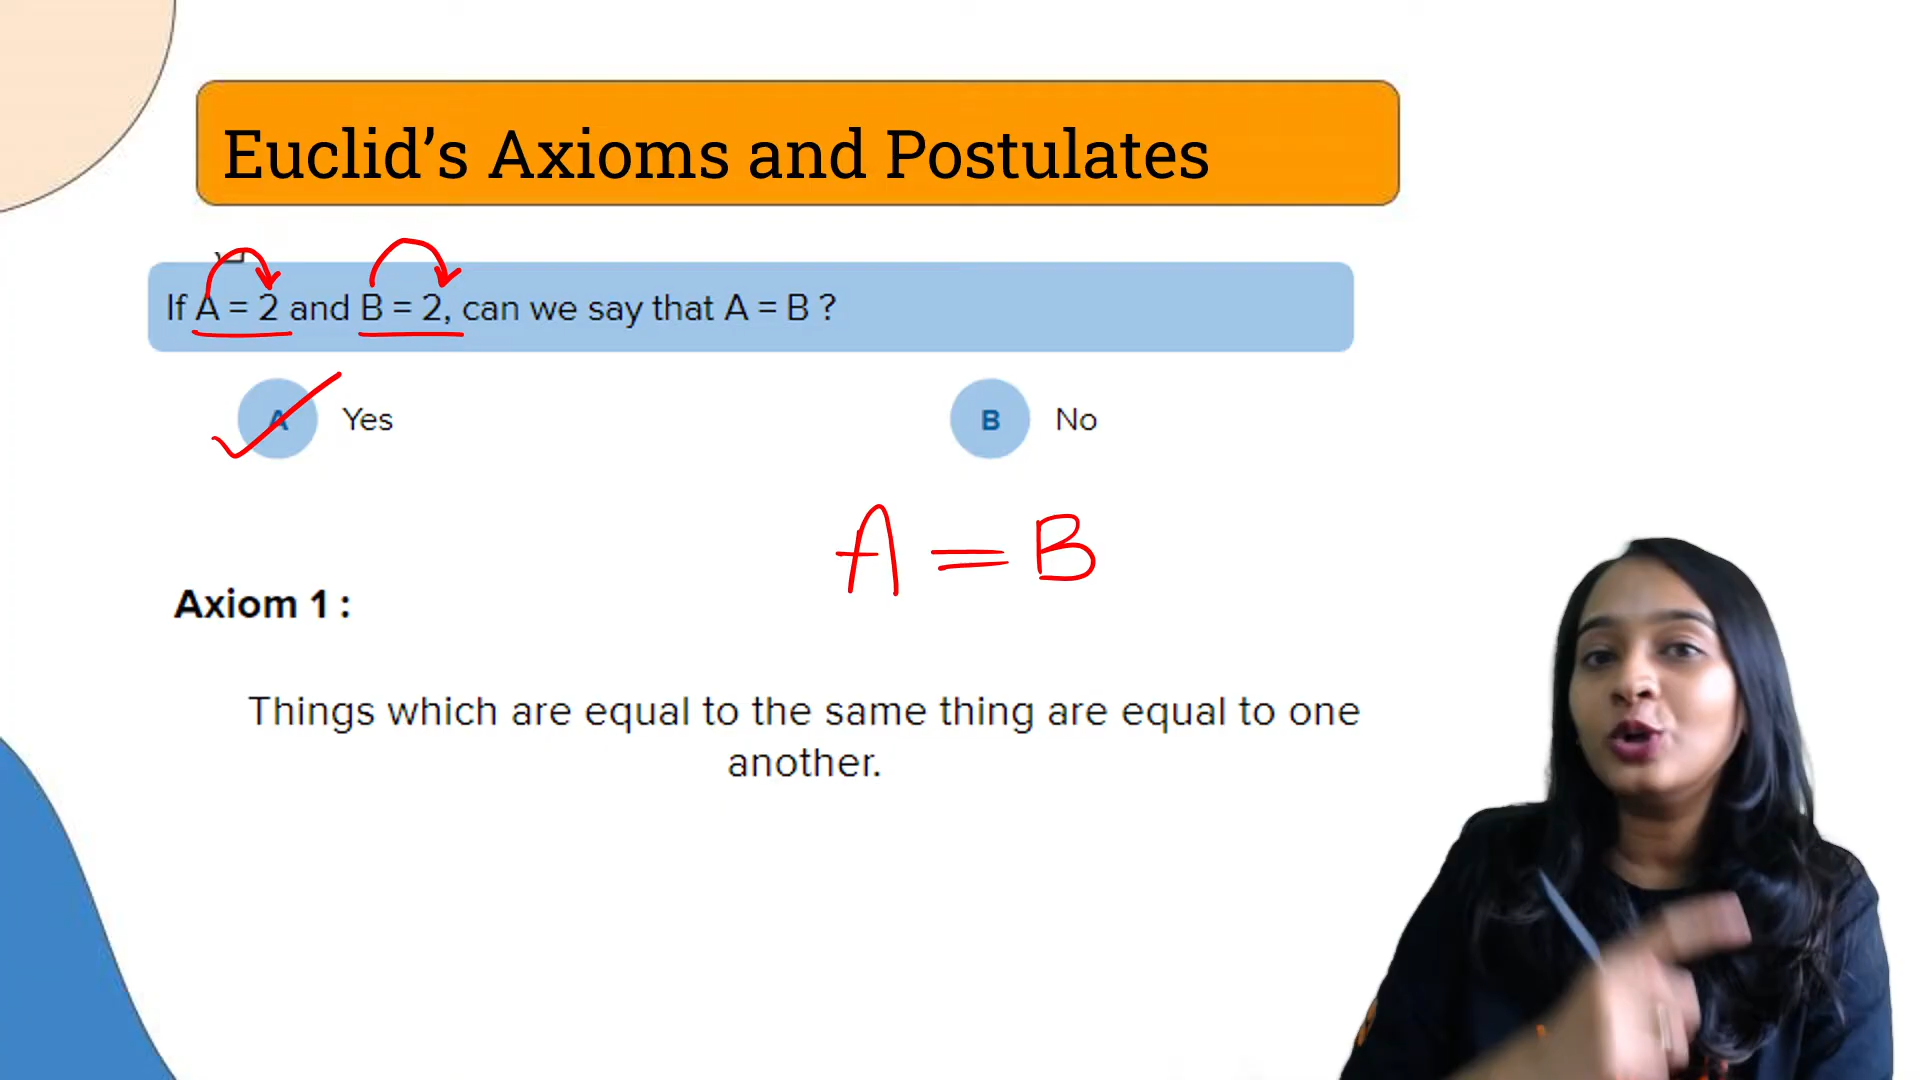 Euclid’s Axioms and Postulates
If A = 2 and B = 2, can we say that A = B ?
A Yes
B No
A = B
Axiom 1 :
Things which are equal to the same thing are equal to one
another.